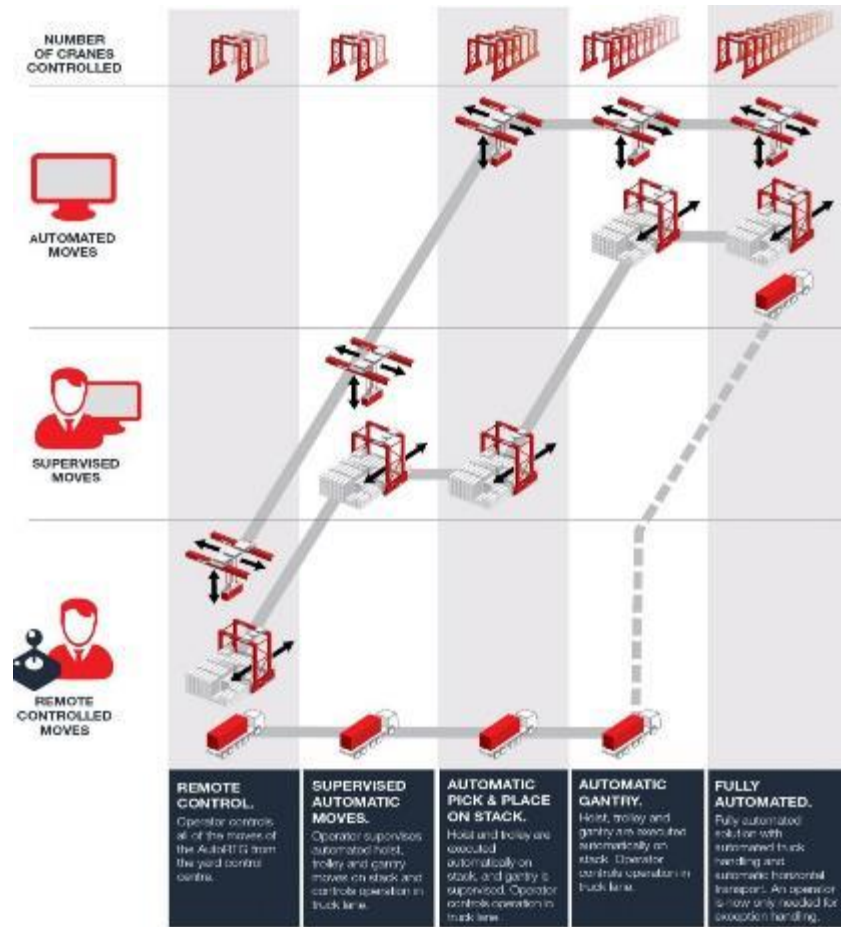 NUMBER
OF CRANES
CONTROLLED
AUTOMATED
MOVES
SUPERVISED
MOVES
REMOTE
CONTROLLED
MOVES
REMOTE
CONTROL.
Operator controls
all of the moves of
the AutoRTG from
the yard control
centre.
SUPERVISED
AUTOMATIC
MOVES.
Operator supervises
automated hoist,
trolley and gantry
moves on stack and
controls operation in
truck lane.
AUTOMATIC
PICK & PLACE
ON STACK.
Hoist and trolley are
executed
automatically on
stack, and gantry is
supervised. Operator
controls operation in
truck lane.
AUTOMATIC
GANTRY.
Hoist, trolley and
gantry are executed
automatically on
stack. Operator
controls operation in
truck lane.
FULLY
AUTOMATED.
Fully automated
solution with
automated truck
handling and
automatic horizontal
transport. An operator
is now only needed for
exception handling.